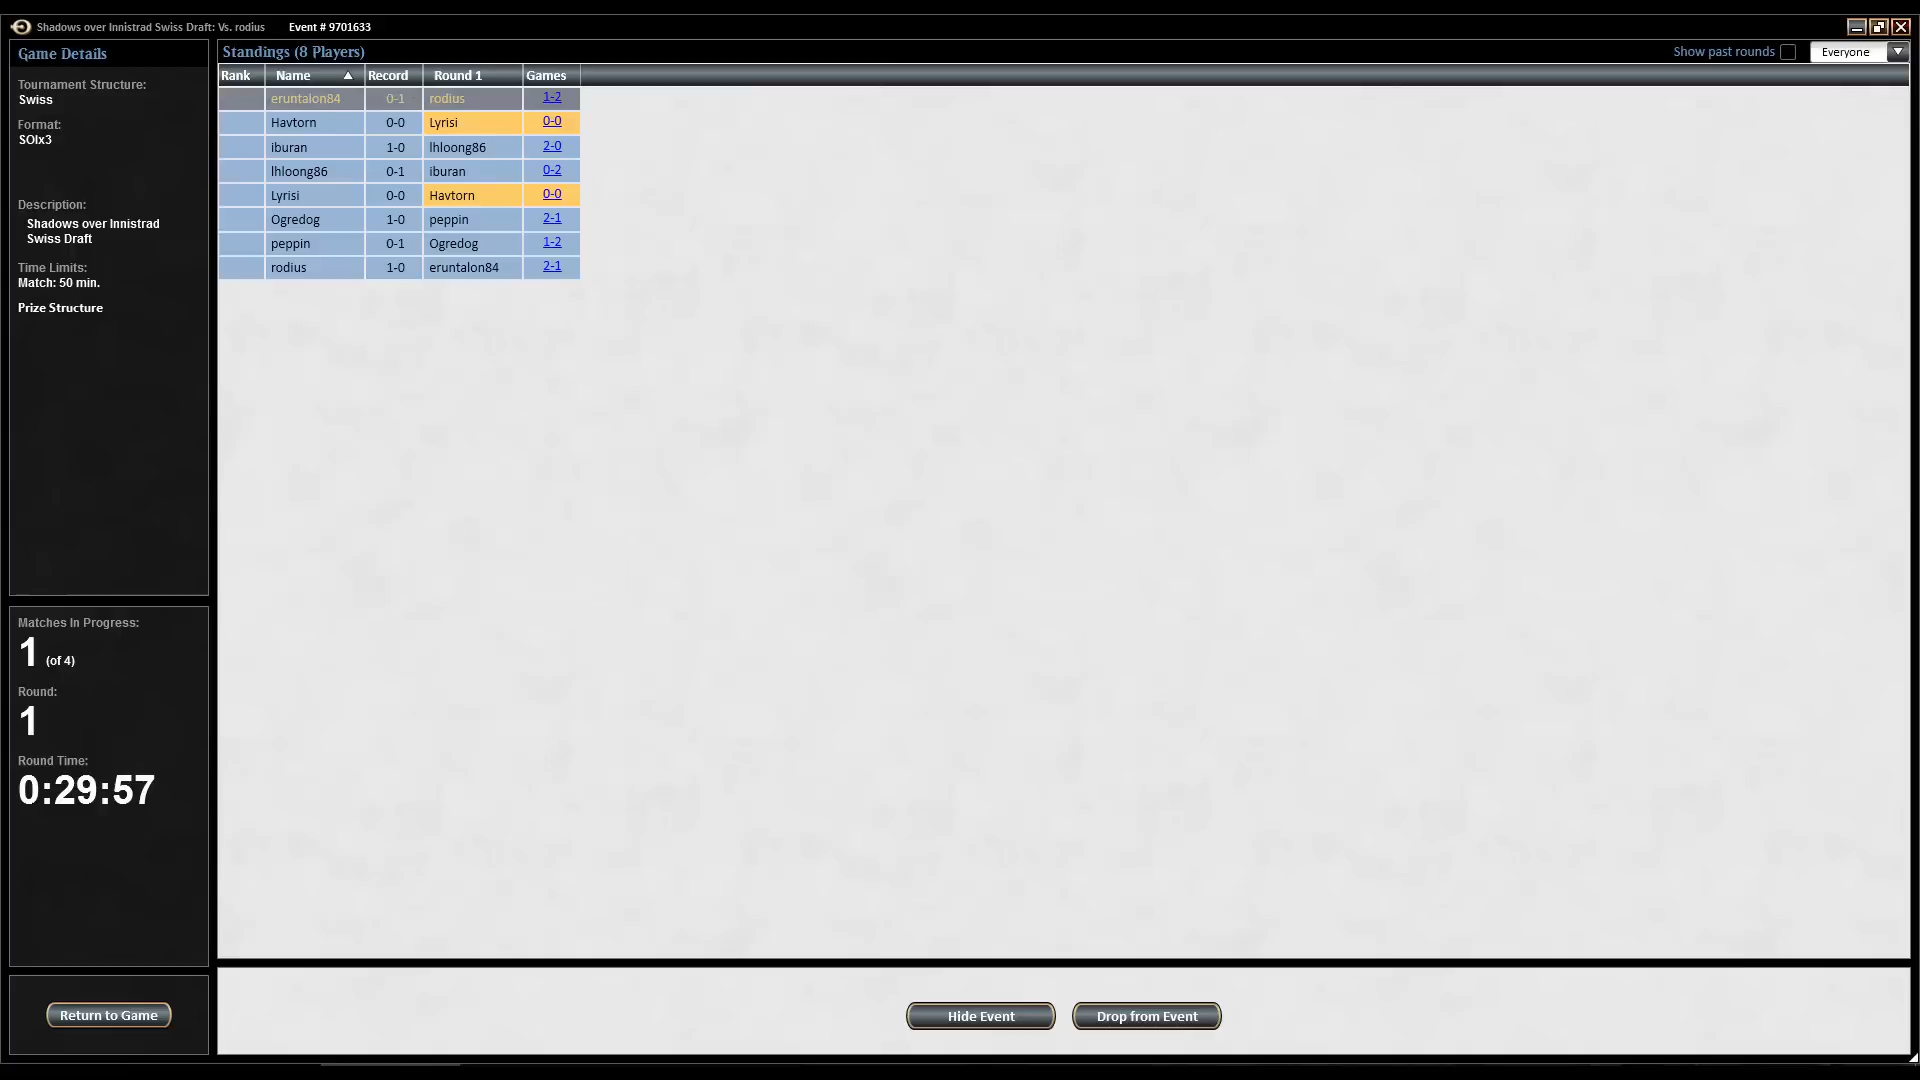 Shadows over Innistrad Swiss Draft: Vs. rodius Event # 9701633
Game Details
Tournament Structure:
Swiss
Format:
SOIx3
Description:
Shadows over Innistrad
Swiss Draft
Time Limits:
Match: 50 min.
Prize Structure
Matches In Progress:
1 (of 4)
Round:
1
Round Time:
0:29:57
Return to Game
Standings (8 Players)
Show past rounds
Everyone
Rank Name Record Round 1 Games
eruntalon84 0-1 rodius 1-2
Havtorn 0-0 Lyrisi 0-0
iburan 1-0 lhloong86 2-0
lhloong86 0-1 iburan 0-2
Lyrisi 0-0 Havtorn 0-0
Ogredog 1-0 peppin 2-1
peppin 0-1 Ogredog 1-2
rodius 1-0 eruntalon84 2-1
Hide Event
Drop from Event